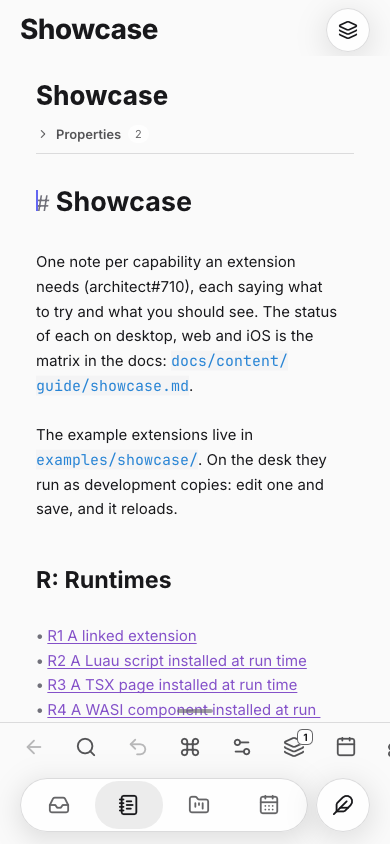 Showcase
Showcase
Properties 2
# Showcase
One note per capability an extension
needs (architect#710), each saying what
to try and what you should see. The status
of each on desktop, web and iOS is the
matrix in the docs: docs/content/
guide/showcase.md.
The example extensions live in
examples/showcase/. On the desk they
run as development copies: edit one and
save, and it reloads.
R: Runtimes
• R1 A linked extension
• R2 A Luau script installed at run time
• R3 A TSX page installed at run time
• R4 A WASI component installed at run
1